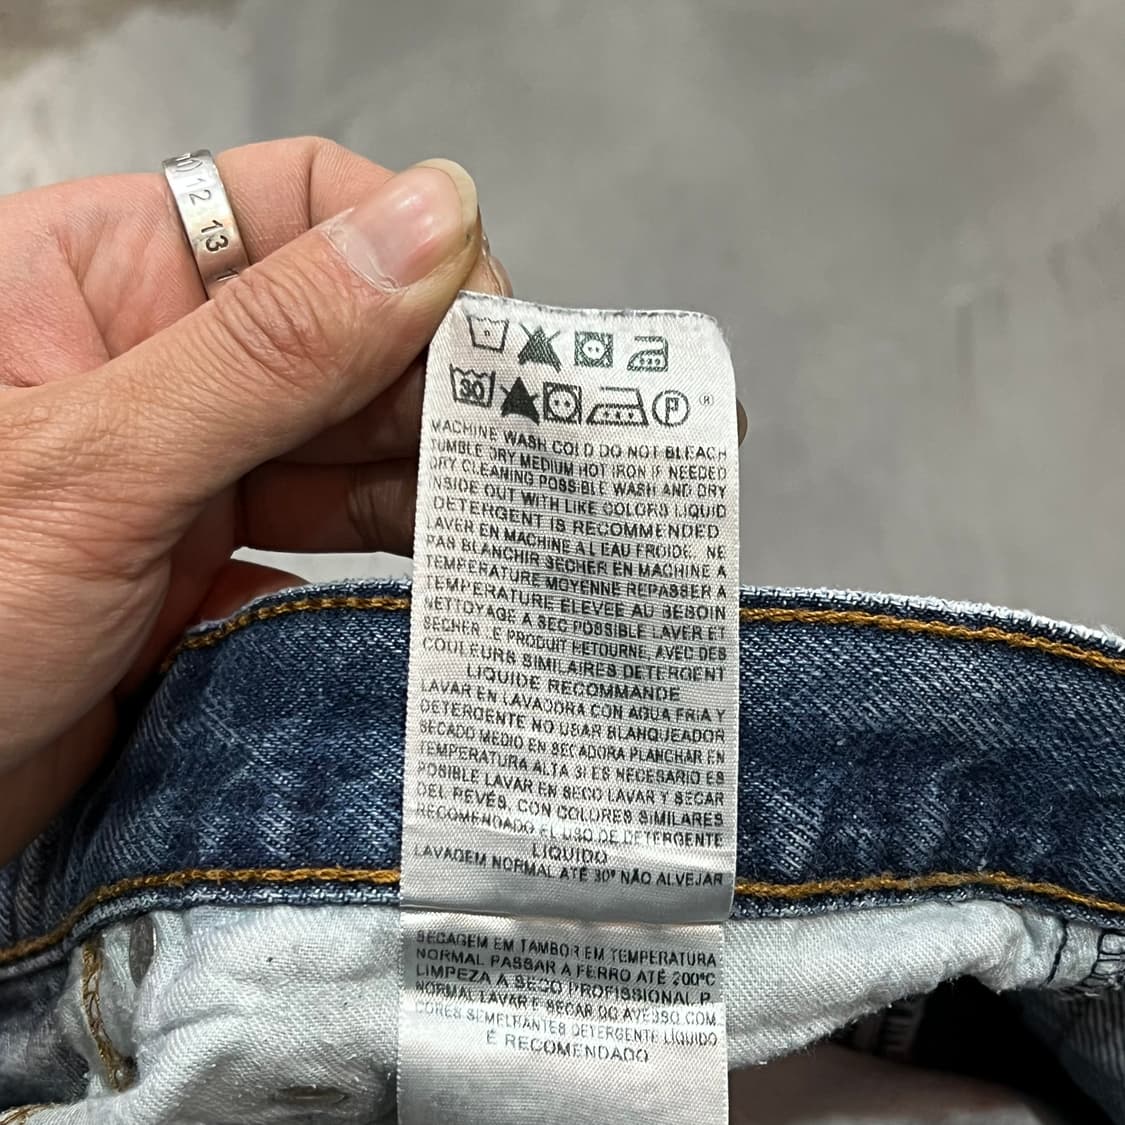 12 13
30
P
®
MACHINE WASH COLD DO NOT BLEACH
TUMBLE DRY MEDIUM HOT IRON IF NEEDED
DRY CLEANING POSSIBLE WASH AND DRY
INSIDE OUT WITH LIKE COLORS LIQUID
DETERGENT IS RECOMMENDED
LAVER EN MACHINE A L EAU FROIDE. NE
PAS BLANCHIR SECHER EN MACHINE A
TEMPERATURE MOYENNE REPASSER A
TEMPERATURE ELEVEE AU BESOIN
NETTOYAGE A SEC POSSIBLE LAVER ET
SECHER LE PRODUIT RETOURNE, AVEC DES
COULEURS SIMILAIRES DETERGENT
LIQUIDE RECOMMANDE
LAVAR EN LAVADORA CON AGUA FRIA Y
DETERGENTE NO USAR BLANQUEADOR
SECADO MEDIO EN SECADORA PLANCHAR EN
TEMPERATURA ALTA SI ES NECESARIO ES
POSIBLE LAVAR EN SECO LAVAR Y SECAR
DEL REVÉS, CON COLORES SIMILARES
RECOMENDADO EL USO DE DETERGENTE
LIQUIDO
LAVAGEM NORMAL ATÉ 30° NÃO ALVEJAR
SECAGEM EM TAMBOR EM TEMPERATURA
NORMAL PASSAR A FERRO ATÉ 200°C
LIMPEZA A SECO PROFISSIONAL P,
NORMAL LAVAR E SECAR DO AVESSO COM
CORES SEMELHANTES DETERGENTE LÍQUIDO
É RECOMENDADO